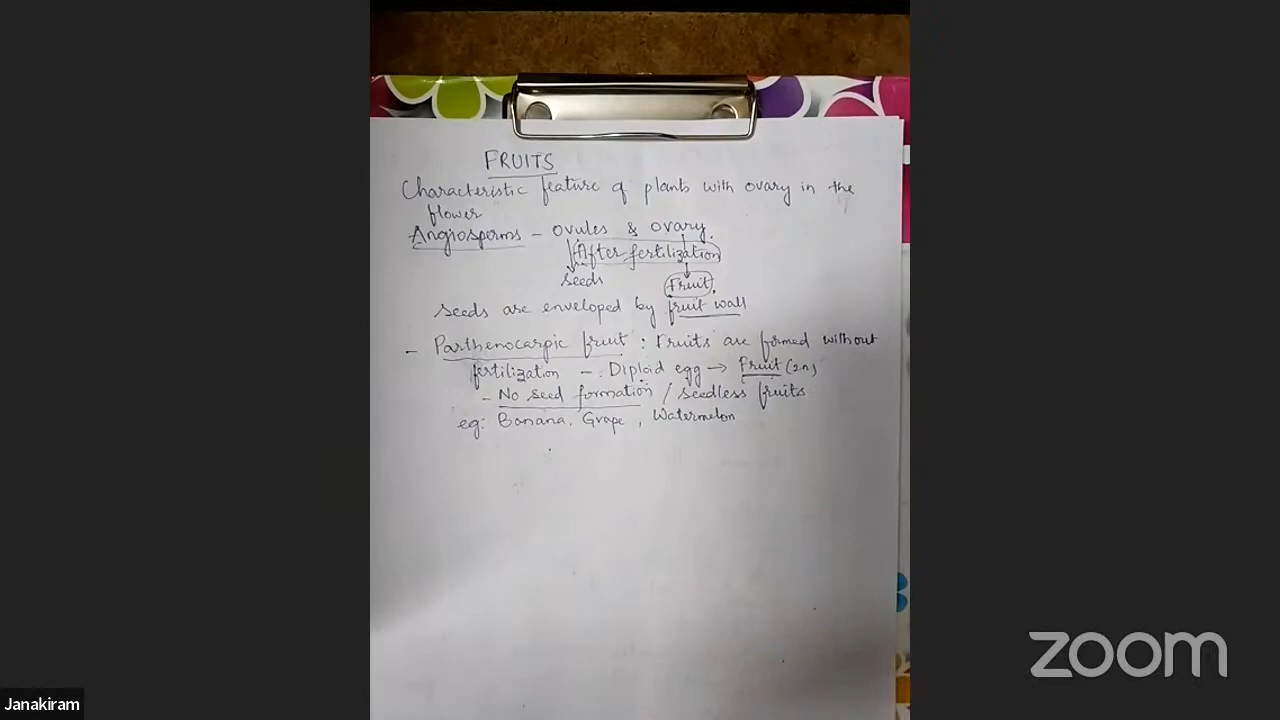 FRUITS
Characteristic feature of plants with ovary in the
flower
Angiosperms - ovules & ovary.
After fertilization
seeds Fruit.
seeds are enveloped by fruit wall
- Parthenocarpic fruit : Fruits are formed without
fertilization - Diploid egg → Fruit (2n)
- No seed formation / seedless fruits
eg: Banana, Grape, Watermelon
zoom
Janakiram